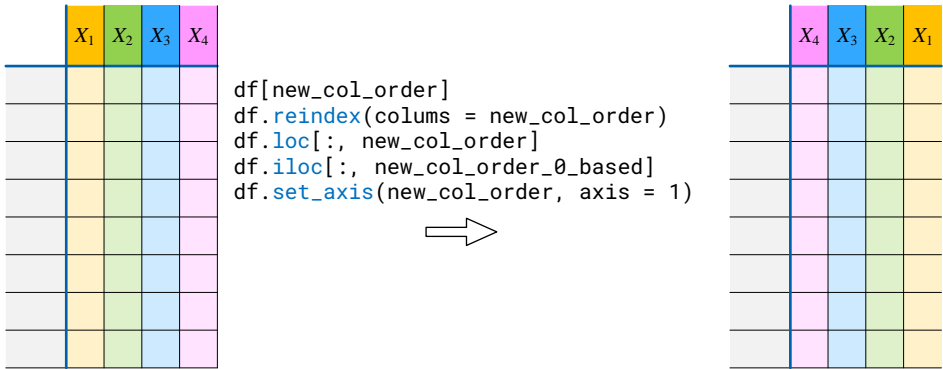 X₁ X₂ X₃ X₄
df[new_col_order]
df.reindex(colums = new_col_order)
df.loc[:, new_col_order]
df.iloc[:, new_col_order_0_based]
df.set_axis(new_col_order, axis = 1)
X₄ X₃ X₂ X₁